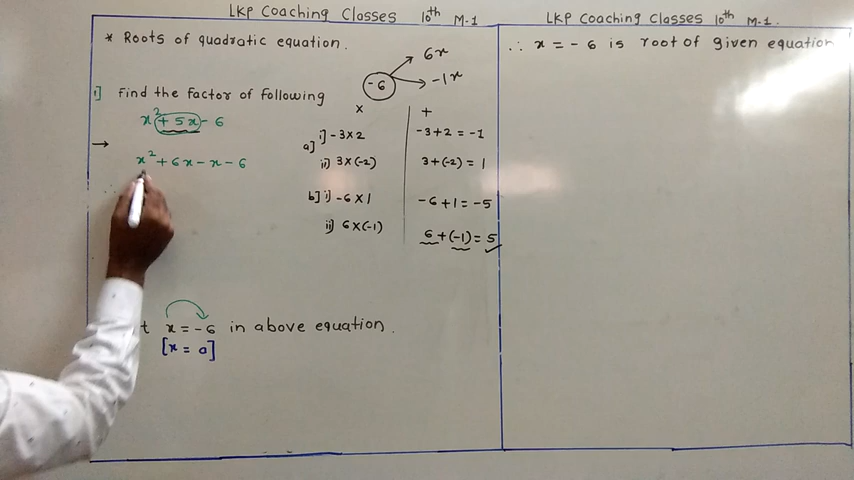 LKP Coaching Classes 10th M-1
* Roots of quadratic equation.
i] Find the factor of following
x² + 5x - 6
→
x² + 6x - x - 6
-6
6x
-1x
× +
a] i] -3×2 -3+2 = -1
ii] 3×(-2) 3+(-2) = 1
b] i] -6×1 -6+1 = -5
ii] 6×(-1) 6+(-1) = 5 ✓
t x = -6 in above equation.
[x = a]
LKP Coaching Classes 10th M-1.
∴ x = -6 is root of given equation